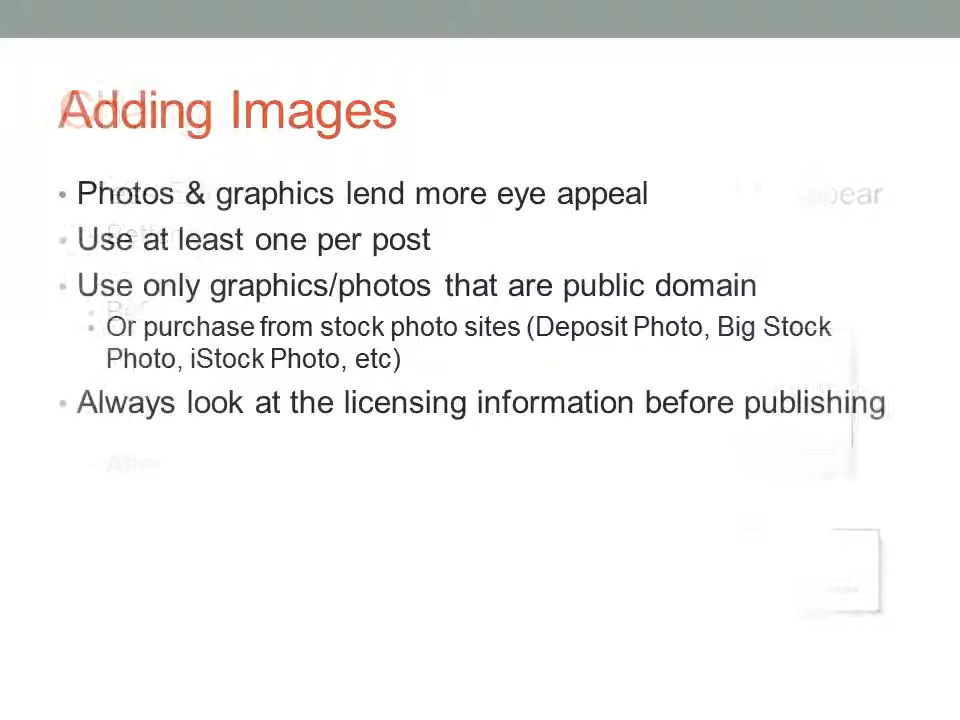 Adding Images
• Photos & graphics lend more eye appeal
• Use at least one per post
• Use only graphics/photos that are public domain
• Or purchase from stock photo sites (Deposit Photo, Big Stock
Photo, iStock Photo, etc)
• Always look at the licensing information before publishing